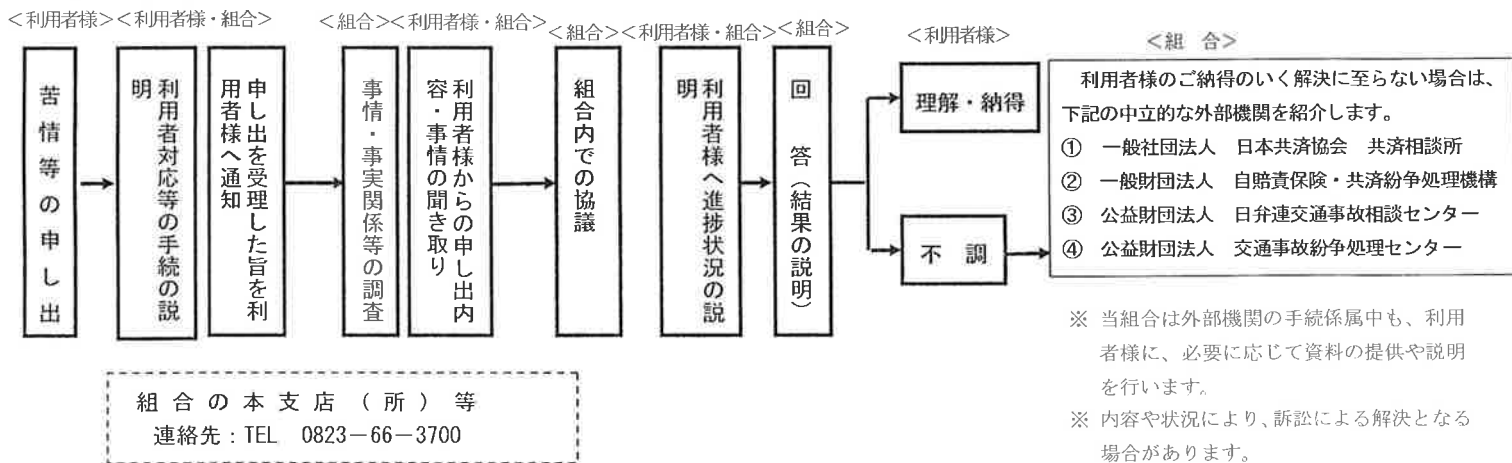 <利用者様>
苦情等の申し出
<利用者様・組合>
利用者対応等の手続の説
明
申し出を受理した旨を利
用者様へ通知
<組合>
事情・事実関係等の調査
<利用者様・組合>
利用者様からの申し出内
容・事情の聞き取り
<組合>
組合内での協議
<利用者様・組合>
利用者様へ進捗状況の説
明
<組合>
回 答(結果の説明)
<利用者様>
理解・納得
不 調
<組 合>
利用者様のご納得のいく解決に至らない場合は、
下記の中立的な外部機関を紹介します。
① 一般社団法人 日本共済協会 共済相談所
② 一般財団法人 自賠責保険・共済紛争処理機構
③ 公益財団法人 日弁連交通事故相談センター
④ 公益財団法人 交通事故紛争処理センター
※ 当組合は外部機関の手続係属中も、利用
者様に、必要に応じて資料の提供や説明
を行います。
※ 内容や状況により、訴訟による解決となる
場合があります。
組合の本支店(所)等
連絡先:TEL 0823-66-3700